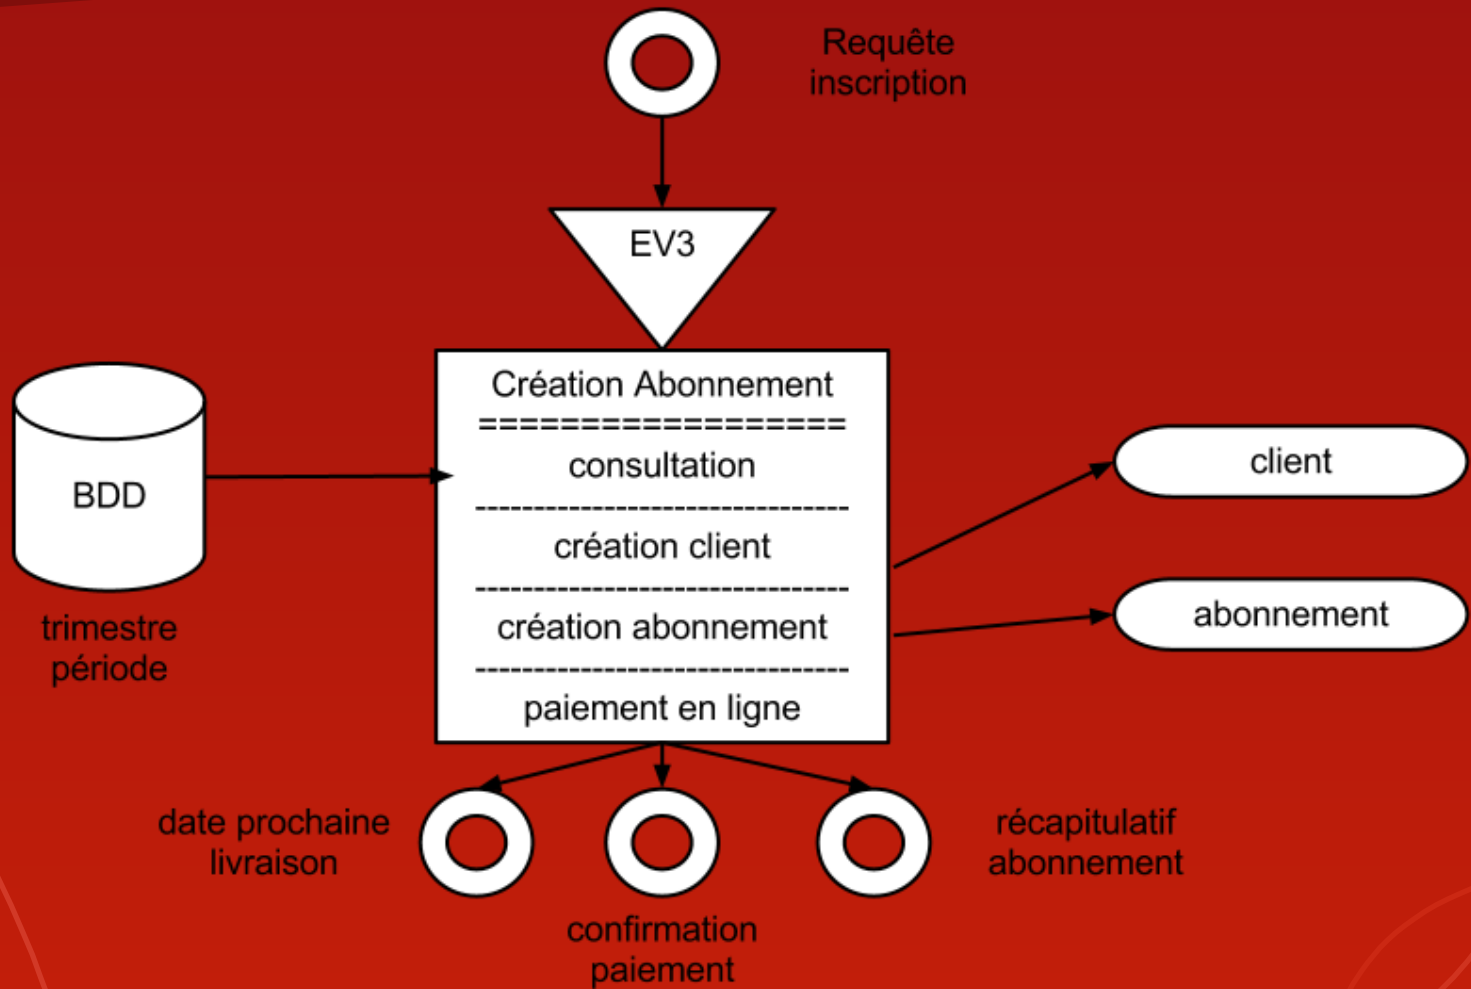 Requête
inscription
EV3
Création Abonnement
==================
consultation
--------------------------------
création client
--------------------------------
création abonnement
--------------------------------
paiement en ligne
BDD
trimestre
période
client
abonnement
date prochaine
livraison
confirmation
paiement
récapitulatif
abonnement